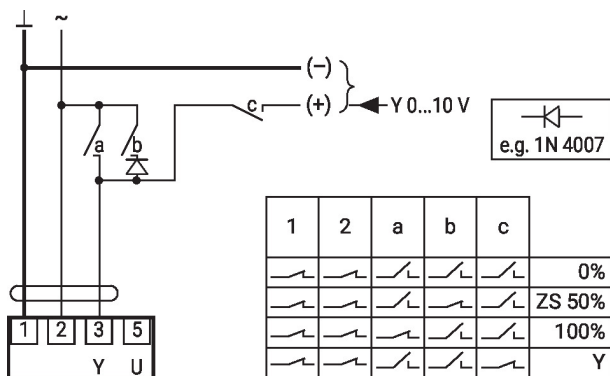 ⊥ ~
(–)
(+) Y 0...10 V
c
a b
e.g. 1N 4007
1 2 a b c
0%
ZS 50%
100%
Y
1 2 3 5
Y U